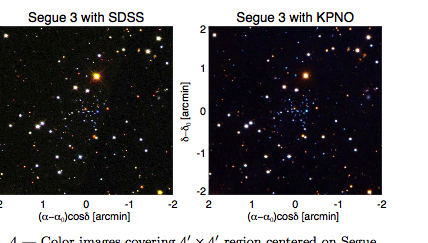 Segue 3 with SDSS Segue 3 with KPNO
2
1
0
-1
-2
δ−δ₀ [arcmin]
2 1 0 -1 -2 2 1 0 -1 -2
(α−α₀)cosδ [arcmin] (α−α₀)cosδ [arcmin]
4.— Color images covering 4′ × 4′ region centered on Segue